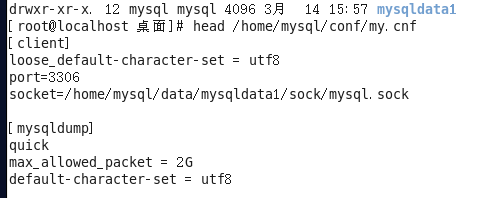 drwxr-xr-x. 12 mysql mysql 4096 3月  14 15:57 mysqldata1
[root@localhost 桌面]# head /home/mysql/conf/my.cnf
[client]
loose_default-character-set = utf8
port=3306
socket=/home/mysql/data/mysqldata1/sock/mysql.sock

[mysqldump]
quick
max_allowed_packet = 2G
default-character-set = utf8